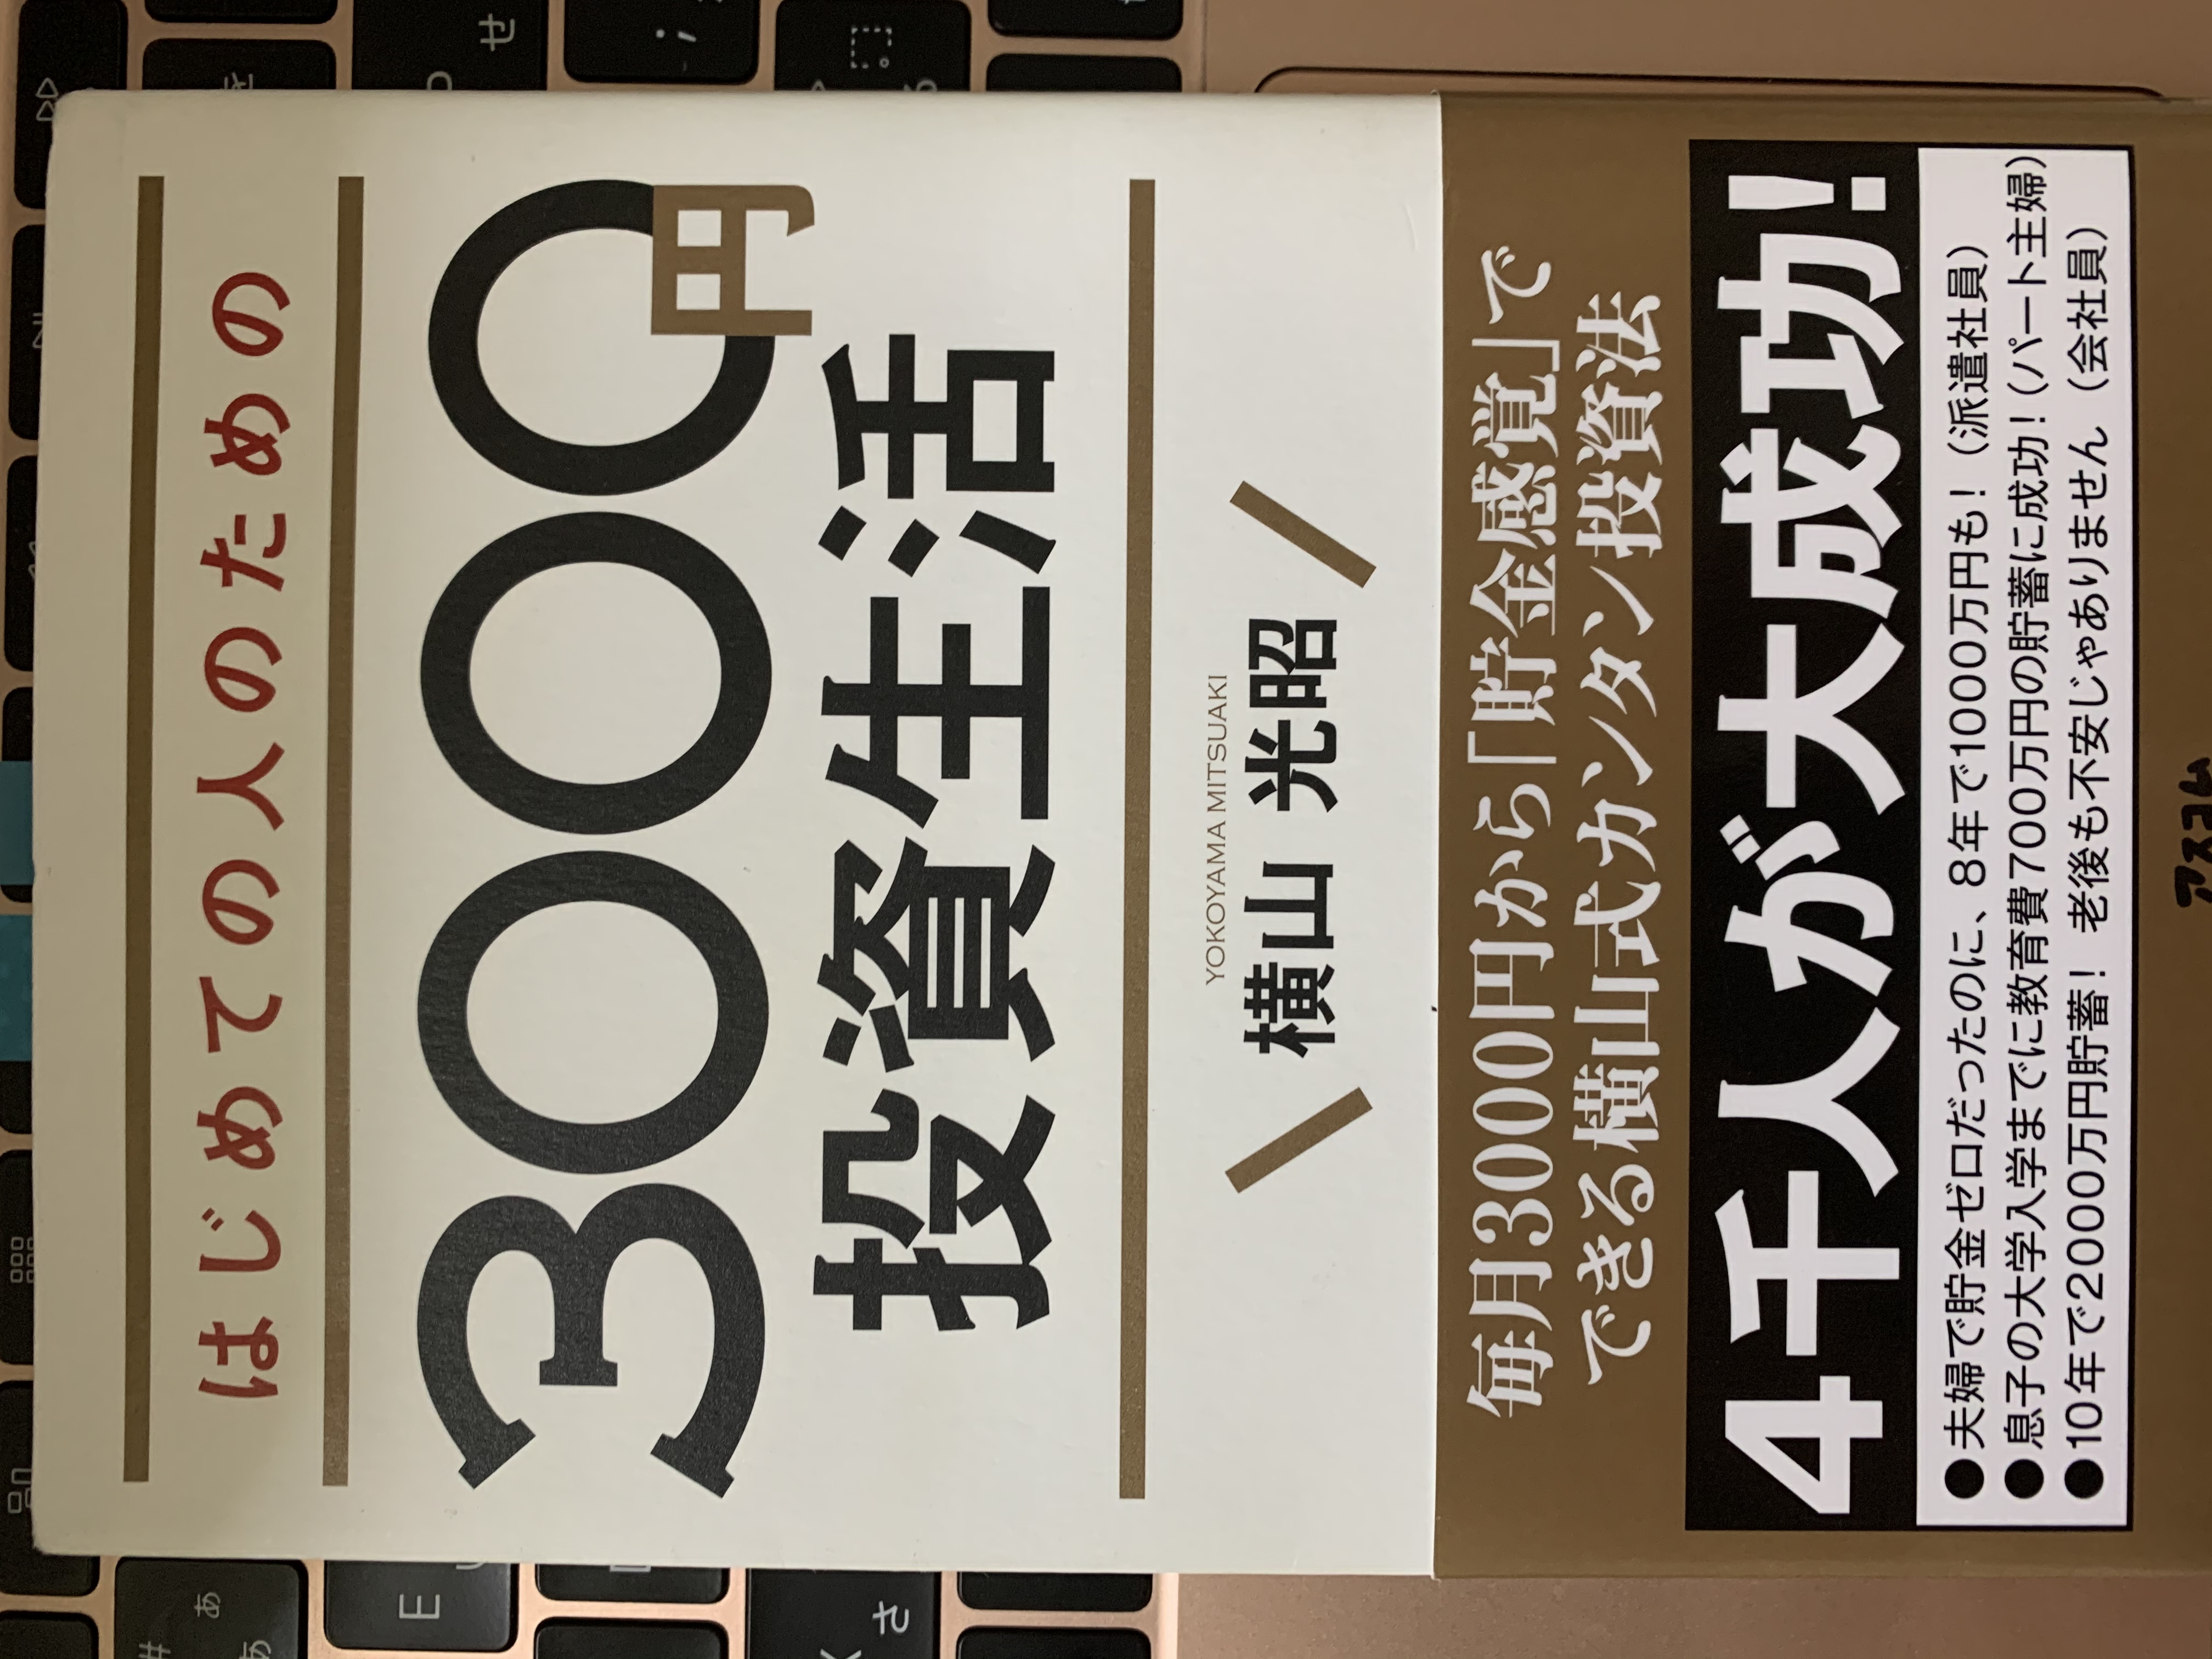 はじめての人のための
3000円
投資生活
YOKOYAMA MITSUAKI
横山 光昭
毎月3000円から「貯金感覚」で
できる横山式カンタン投資法
4千人が大成功!
●夫婦で貯金ゼロだったのに、8年で1000万円も!(派遣社員)
●息子の大学入学までに教育費700万円の貯蓄に成功!(パート主婦)
●10年で2000万円貯蓄! 老後も不安じゃありません(会社員)
アスコム
せ
;
を
#
あ
あ
E
さ